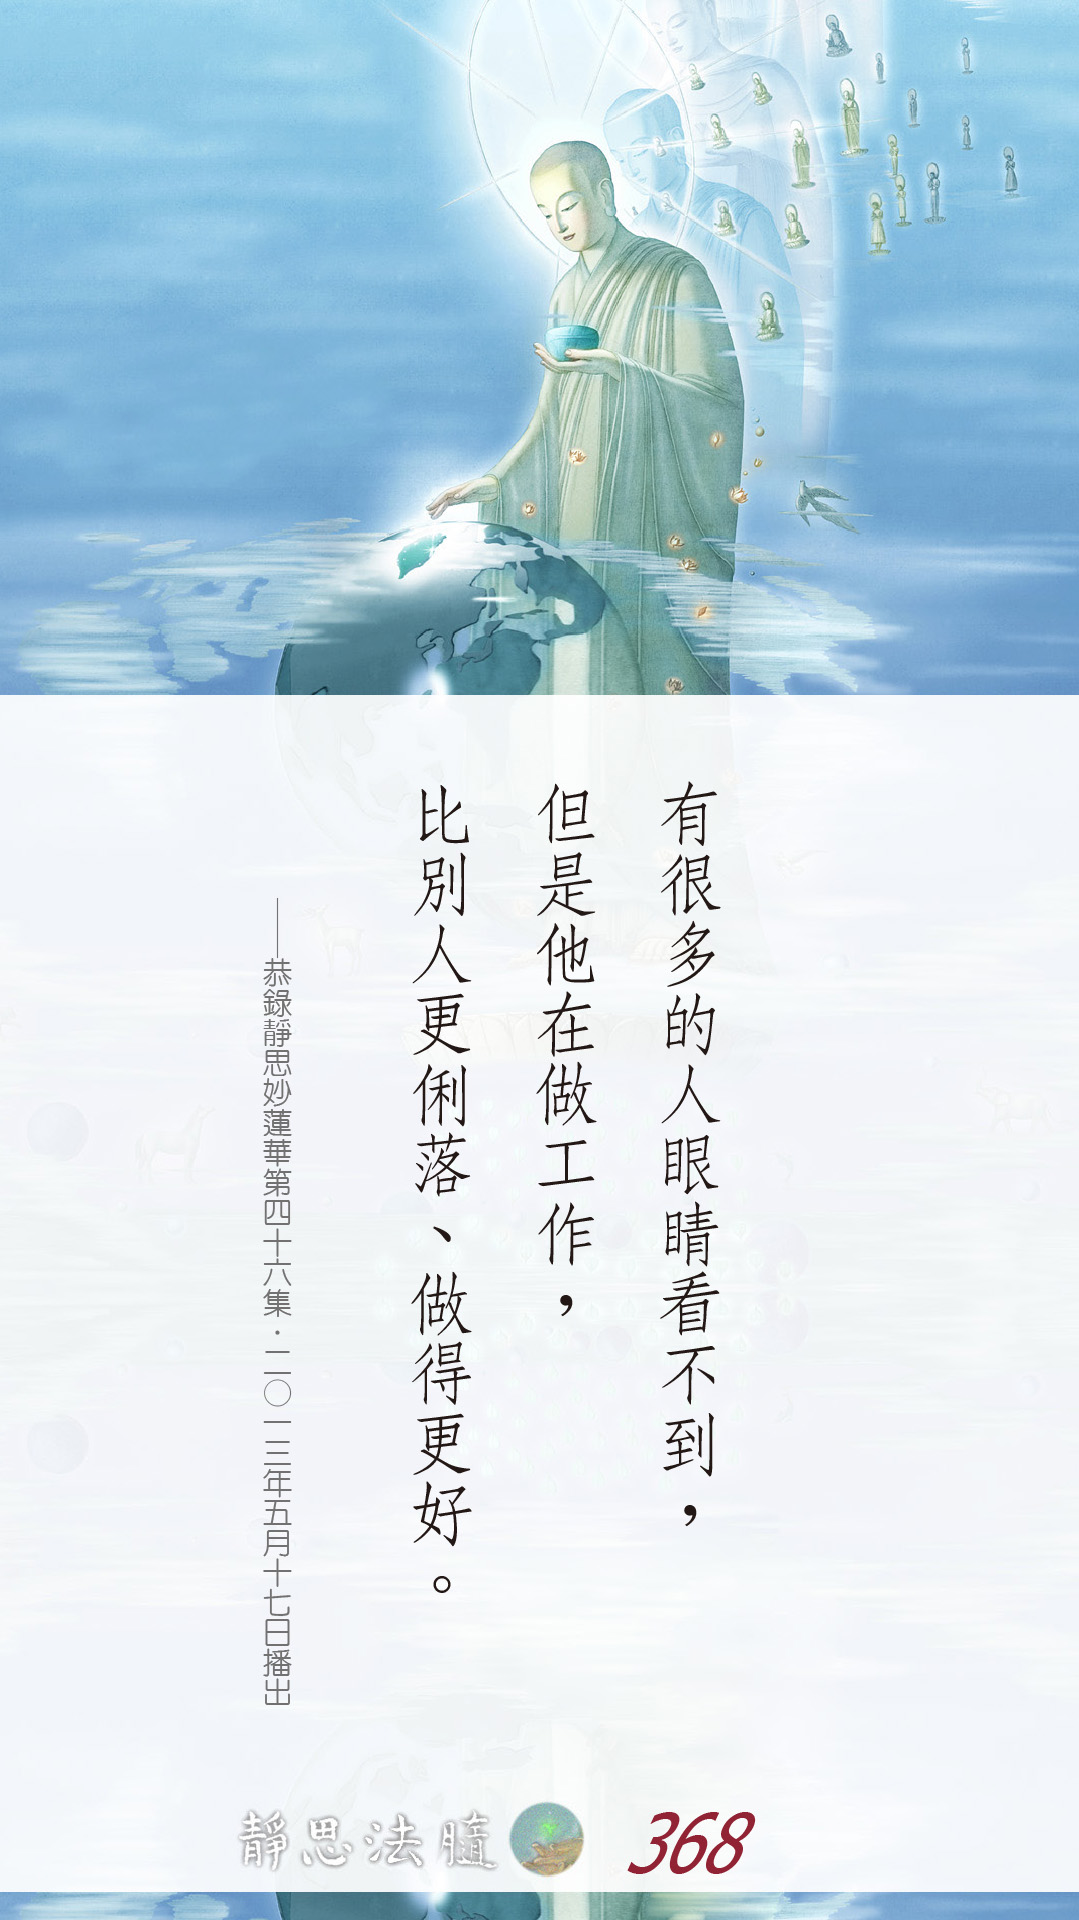 有很多的人眼睛看不到，
但是他在做工作，
比別人更俐落、做得更好。
——恭錄靜思妙蓮華第四十六集．二〇一三年五月十七日播出
靜思法髓
368